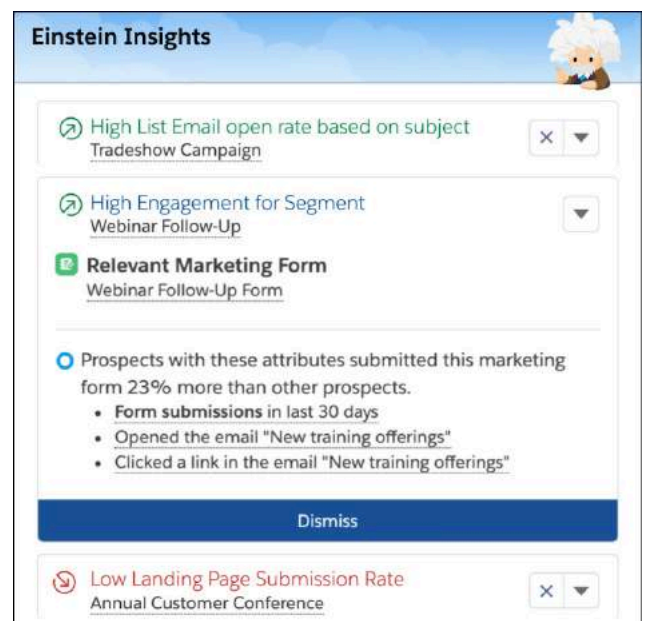 Einstein Insights
High List Email open rate based on subject
Tradeshow Campaign
High Engagement for Segment
Webinar Follow-Up
Relevant Marketing Form
Webinar Follow-Up Form
Prospects with these attributes submitted this marketing
form 23% more than other prospects.
• Form submissions in last 30 days
• Opened the email "New training offerings"
• Clicked a link in the email "New training offerings"
Dismiss
Low Landing Page Submission Rate
Annual Customer Conference